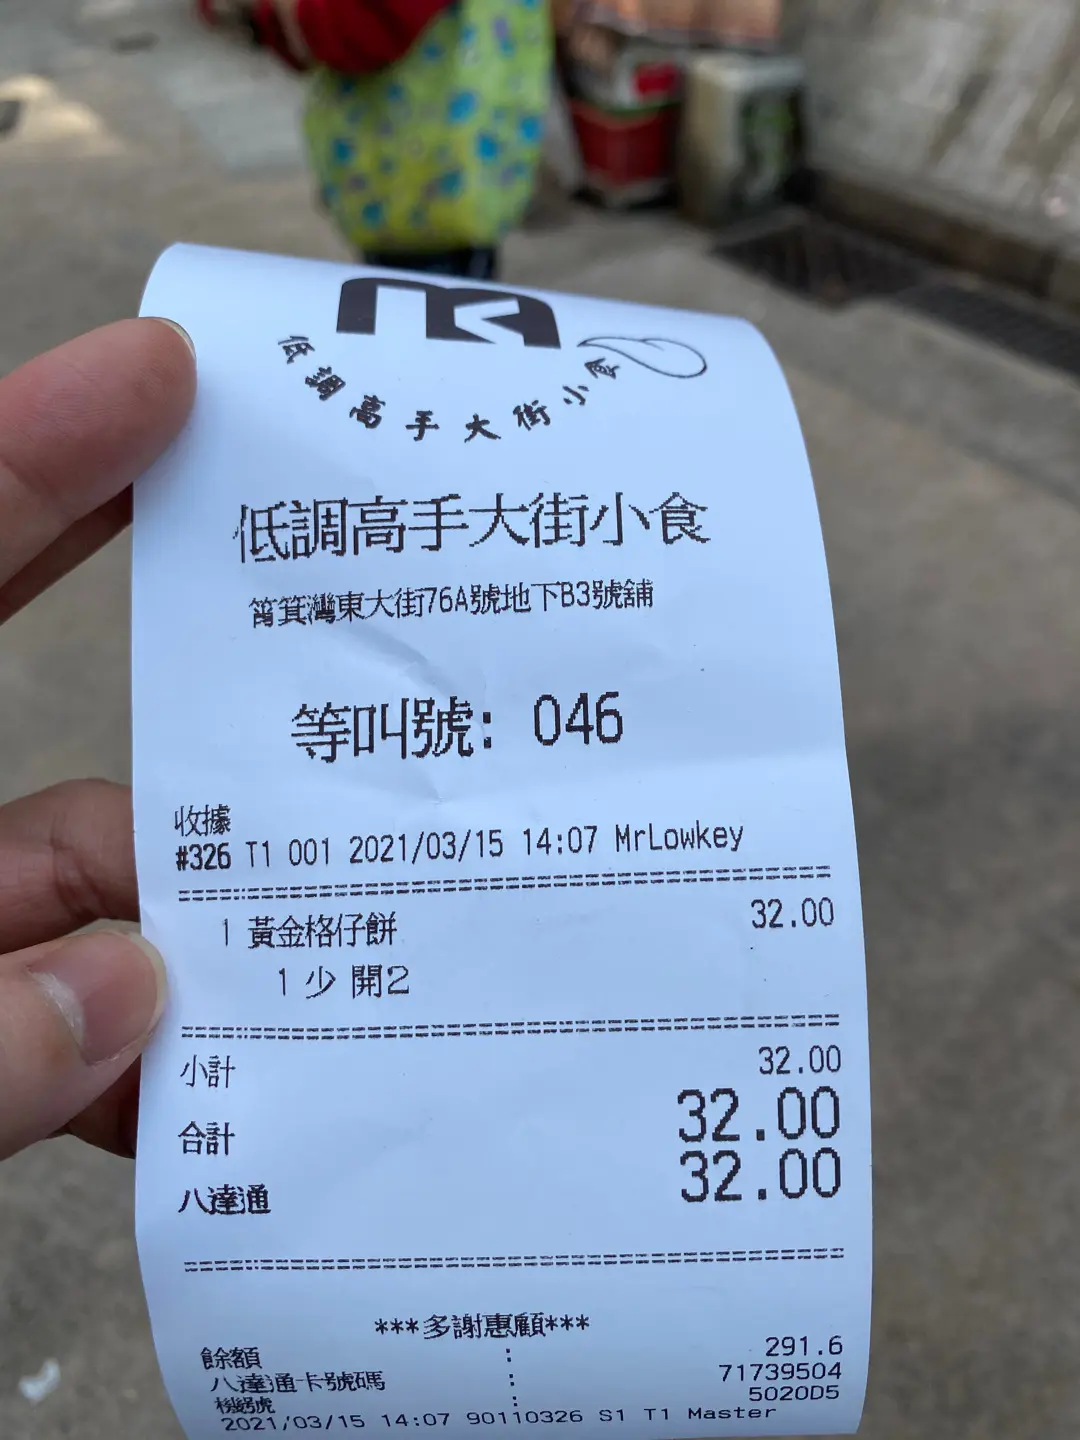 低調高手大街小食
低調高手大街小食
筲箕灣東大街76A號地下B3號舖
等叫號: 046
收據
#326 T1 001 2021/03/15 14:07 MrLowkey
1 黃金格仔餅 32.00
1 少 開2
小計 32.00
合計 32.00
八達通 32.00
***多謝惠顧***
餘額 : 291.6
八達通卡號碼 : 71739504
機號 : 5020D5
2021/03/15 14:07 90110326 S1 T1 Master